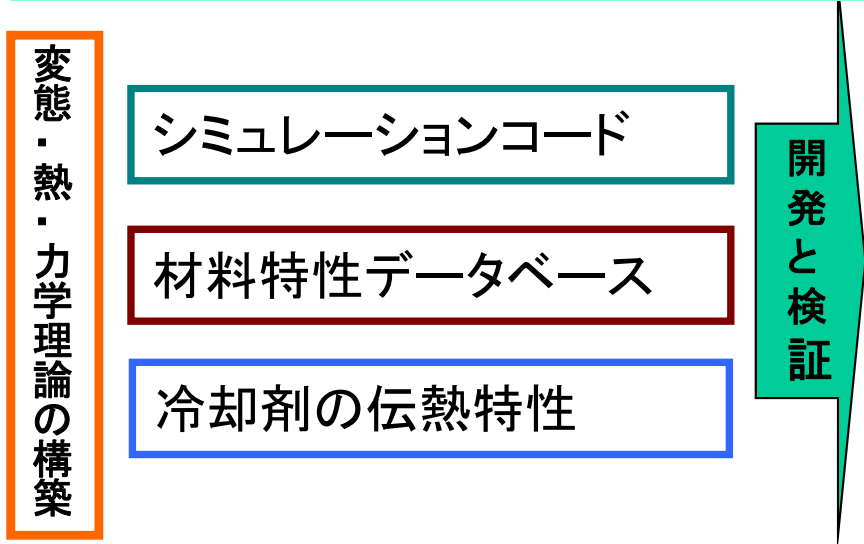 変態・熱・力学理論の構築
シミュレーションコード
材料特性データベース
冷却剤の伝熱特性
開発と検証